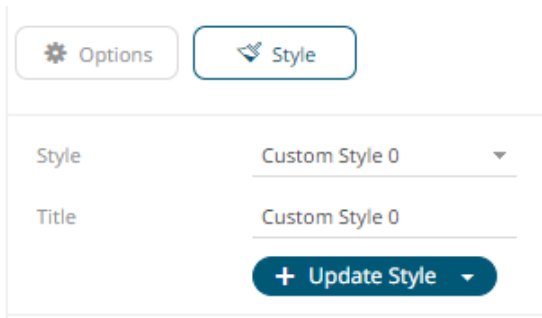 Options Style
Style Custom Style 0
Title Custom Style 0
+ Update Style